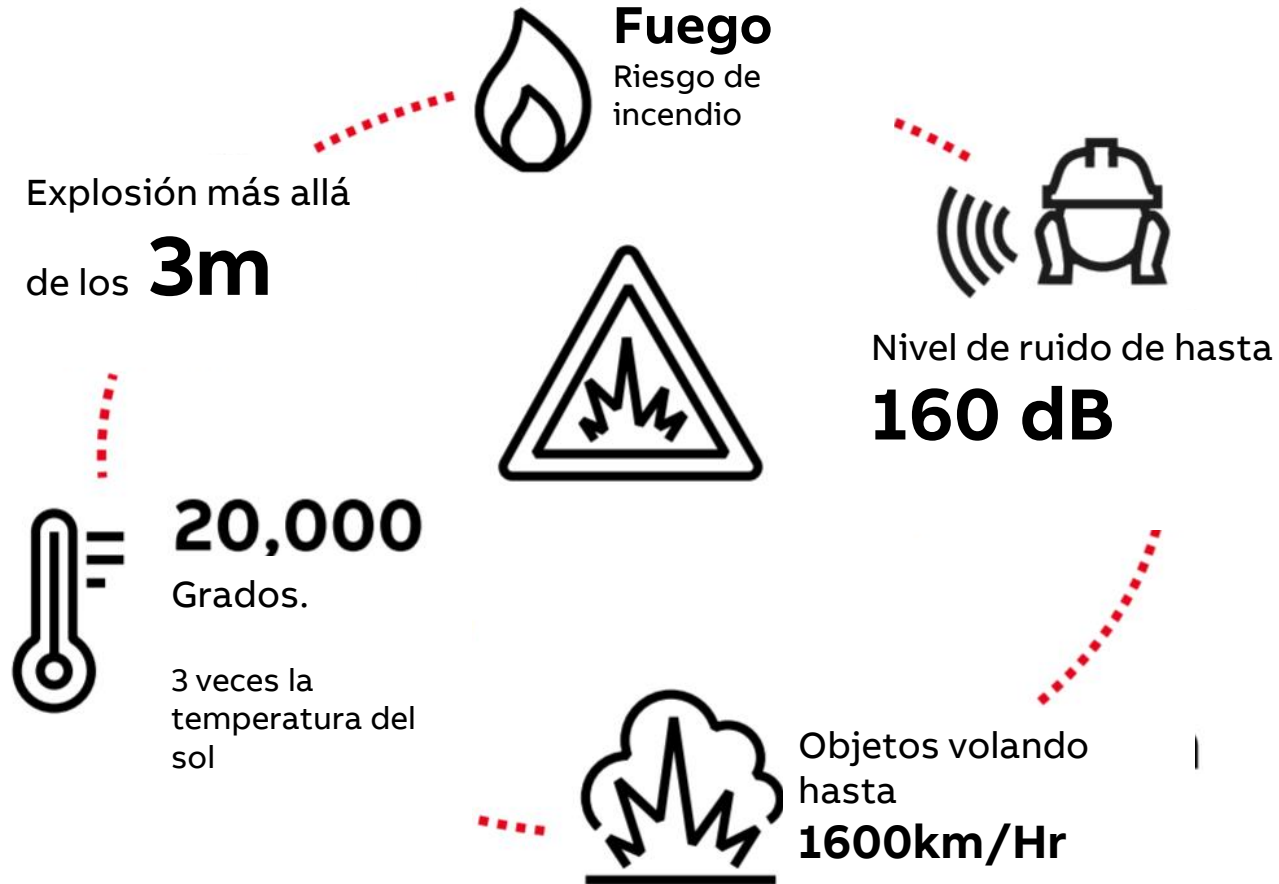 Fuego
Riesgo de
incendio
Explosión más allá
de los 3m
Nivel de ruido de hasta
160 dB
20,000
Grados.
3 veces la
temperatura del
sol
Objetos volando
hasta
1600km/Hr